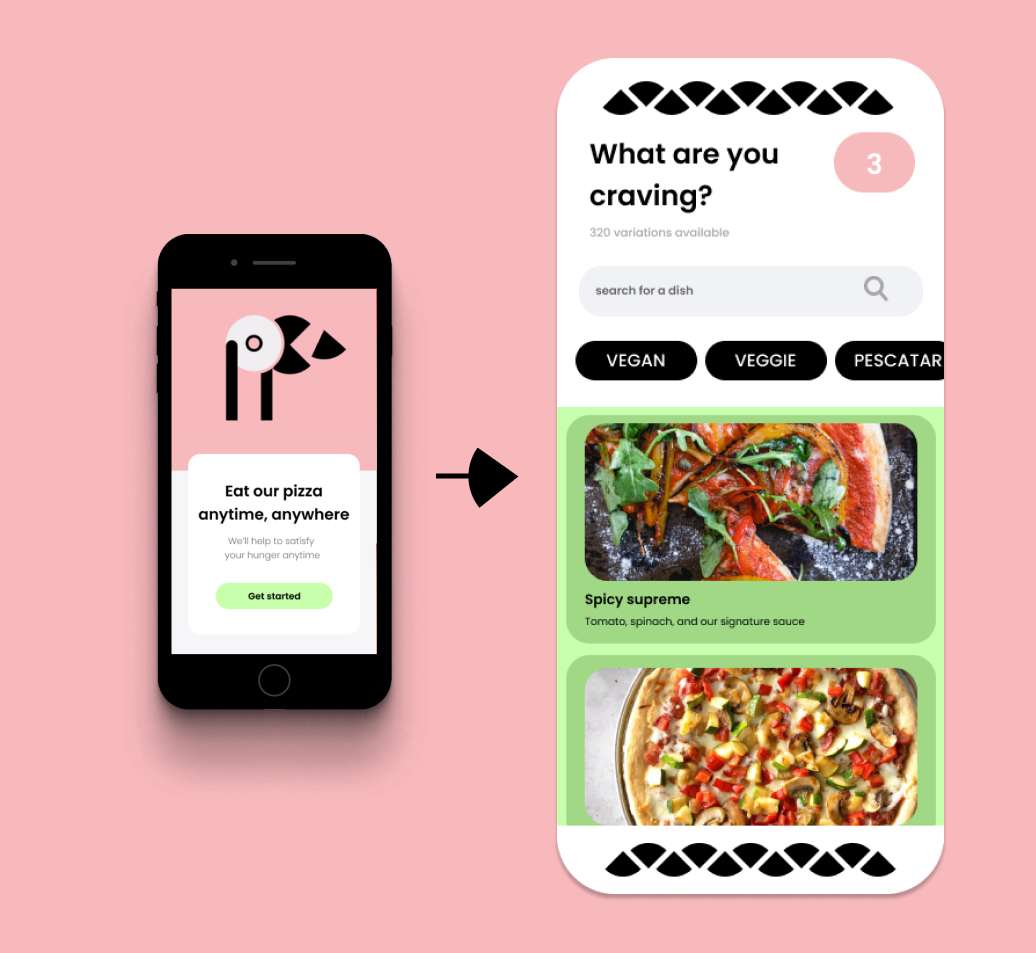 Eat our pizza
anytime, anywhere
We'll help to satisfy
your hunger anytime
Get started
What are you
craving?
3
320 variations available
search for a dish
VEGAN
VEGGIE
PESCATAR
Spicy supreme
Tomato, spinach, and our signature sauce